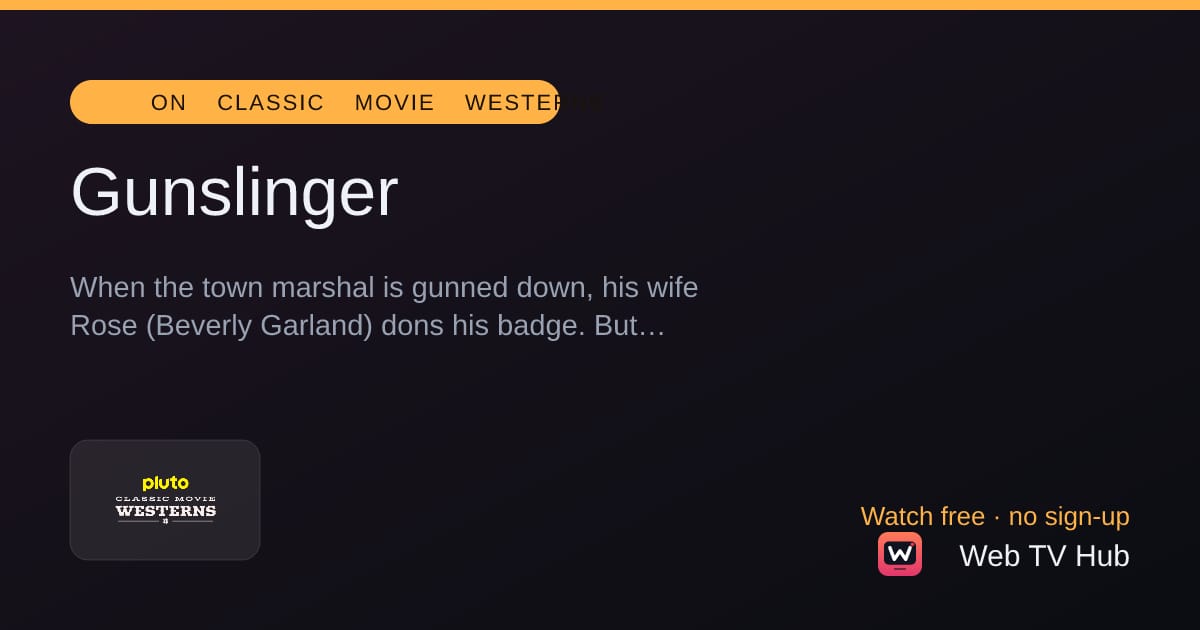 ON CLASSIC MOVIE WESTERNS
Gunslinger
When the town marshal is gunned down, his wife
Rose (Beverly Garland) dons his badge. But…
pluto
CLASSIC MOVIE
WESTERNS
Watch free · no sign-up
W
Web TV Hub